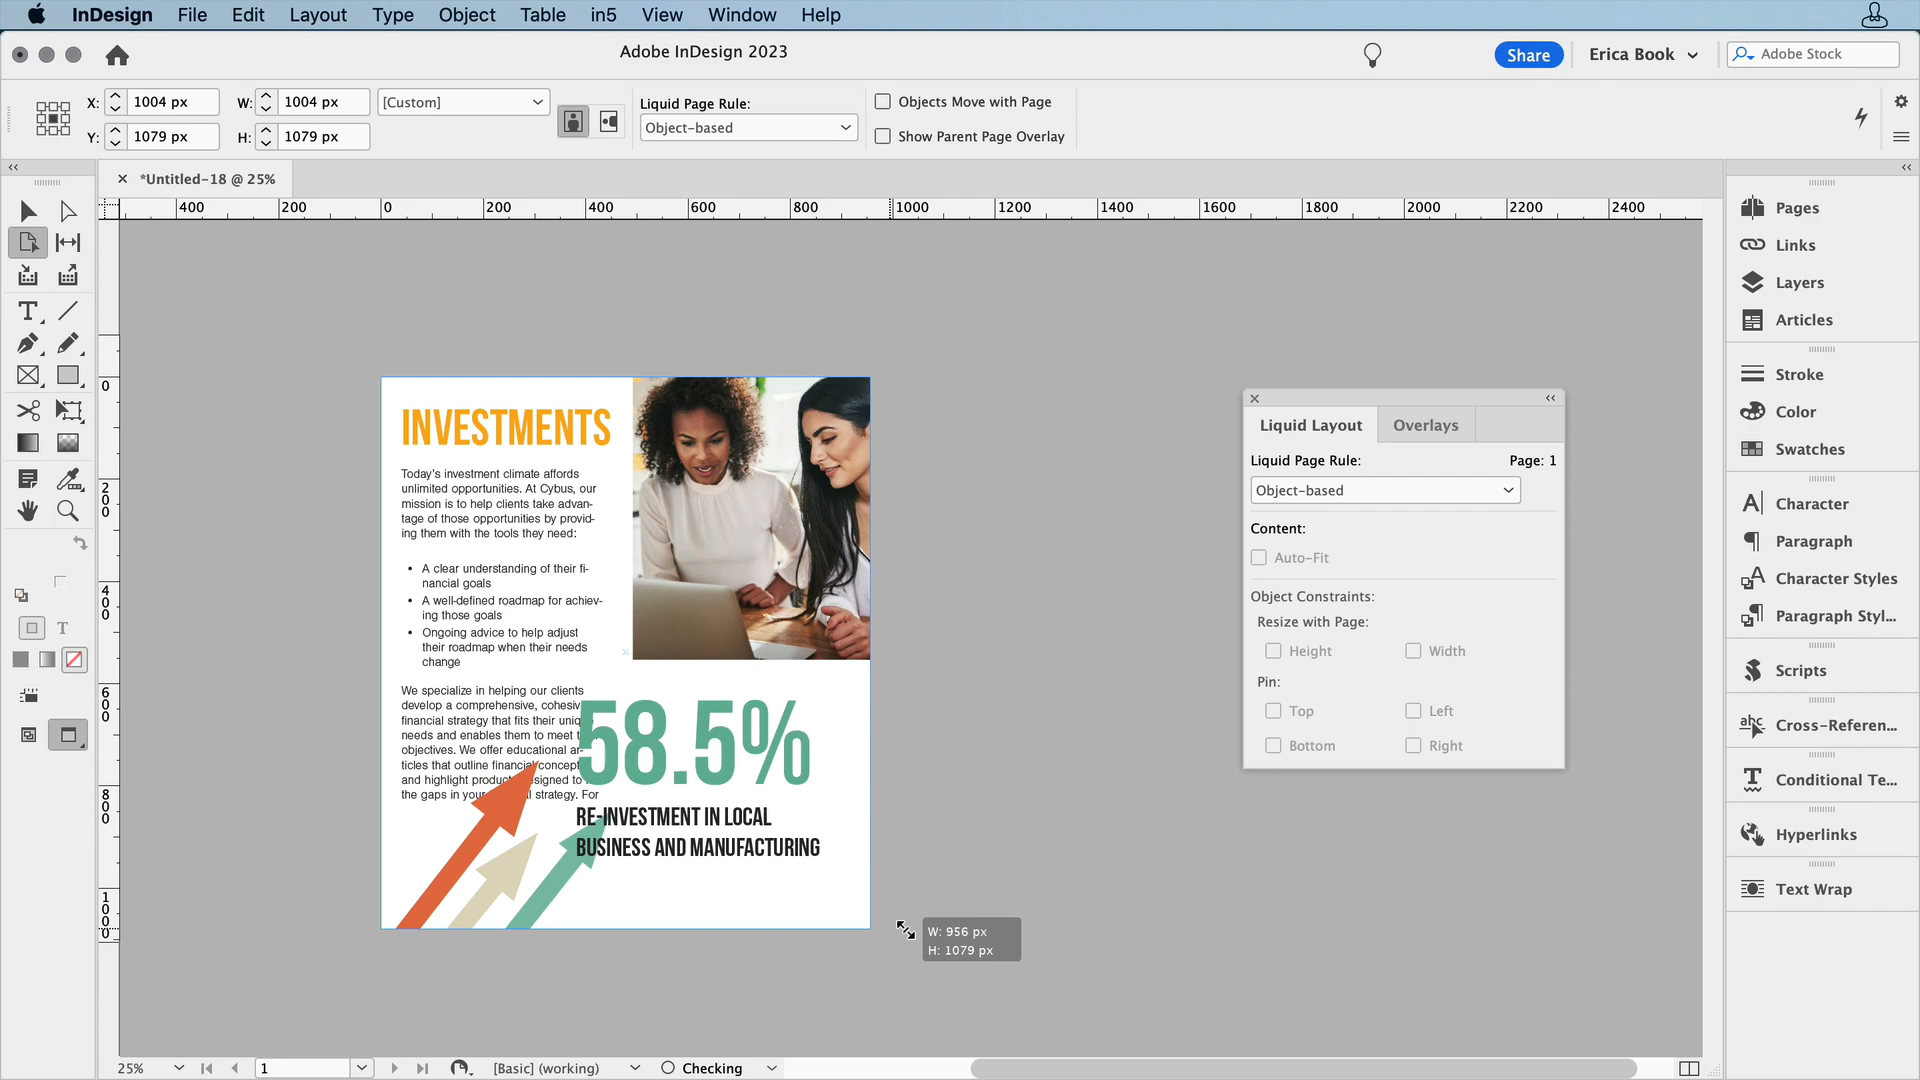 InDesign File Edit Layout Type Object Table in5 View Window Help
Adobe InDesign 2023
Share
Erica Book
Adobe Stock
X: 1004 px W: 1004 px [Custom]
Y: 1079 px H: 1079 px
Liquid Page Rule:
Object-based
Objects Move with Page
Show Parent Page Overlay
*Untitled-18 @ 25%
400 200 0 200 400 600 800 1000 1200 1400 1600 1800 2000 2200 2400
0
200
400
600
800
1000
T
T
INVESTMENTS
Today's investment climate affords
unlimited opportunities. At Cybus, our
mission is to help clients take advan-
tage of those opportunities by provid-
ing them with the tools they need:
• A clear understanding of their fi-
nancial goals
• A well-defined roadmap for achiev-
ing those goals
• Ongoing advice to help adjust
their roadmap when their needs
change
We specialize in helping our clients
develop a comprehensive, cohesiv
financial strategy that fits their uniq
needs and enables them to meet t
objectives. We offer educational ar-
ticles that outline financial concept
and highlight product signed to
the gaps in your l strategy. For
58.5%
RE-INVESTMENT IN LOCAL
BUSINESS AND MANUFACTURING
W: 956 px
H: 1079 px
Liquid Layout Overlays
Liquid Page Rule: Page: 1
Object-based
Content:
Auto-Fit
Object Constraints:
Resize with Page:
Height Width
Pin:
Top Left
Bottom Right
Pages
Links
Layers
Articles
Stroke
Color
Swatches
Character
Paragraph
Character Styles
Paragraph Styl...
Scripts
Cross-Referen...
Conditional Te...
Hyperlinks
Text Wrap
25% 1 [Basic] (working) Checking